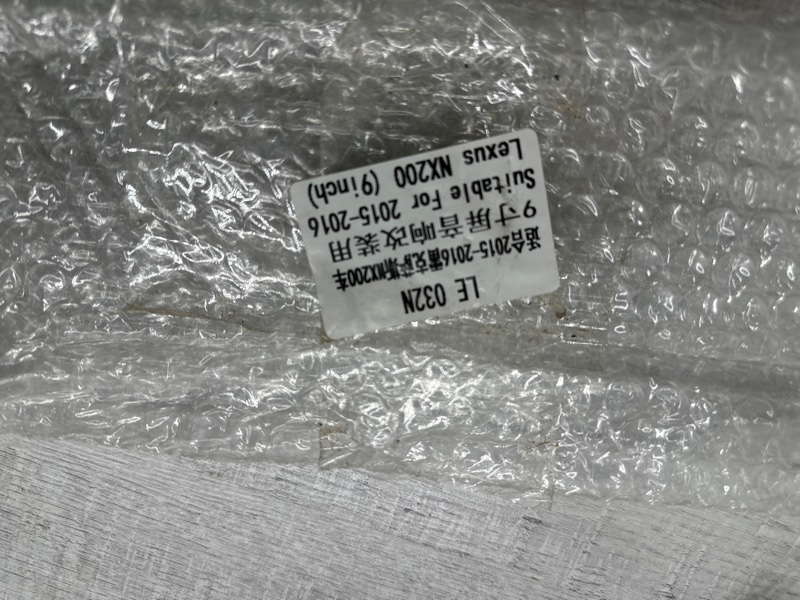 LE 032N
适合2015-2016雷克萨斯NX200车
9寸屏音响改装用
Suitable For 2015-2016
Lexus NX200 (9inch)